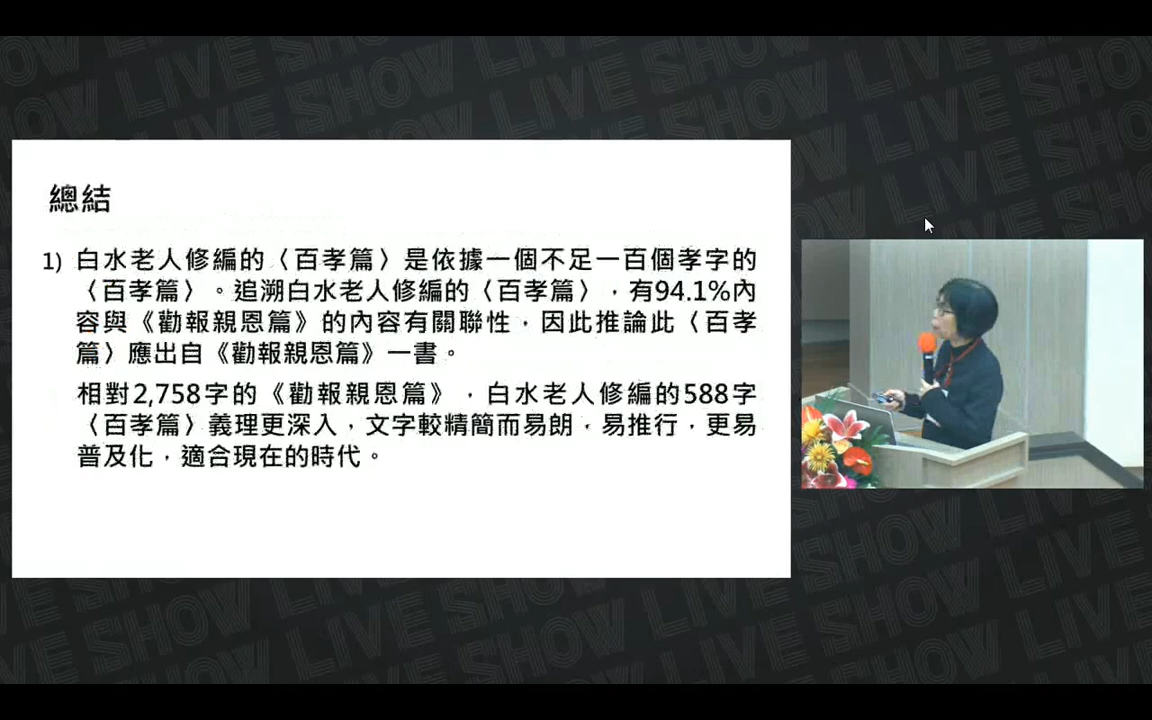 總結
1) 白水老人修編的〈百孝篇〉是依據一個不足一百個孝字的
〈百孝篇〉。追溯白水老人修編的〈百孝篇〉，有94.1%內
容與《勸報親恩篇》的內容有關聯性，因此推論此〈百孝
篇〉應出自《勸報親恩篇》一書。
相對2,758字的《勸報親恩篇》，白水老人修編的588字
〈百孝篇〉義理更深入，文字較精簡而易朗，易推行，更易
普及化，適合現在的時代。
LIVE SHOW